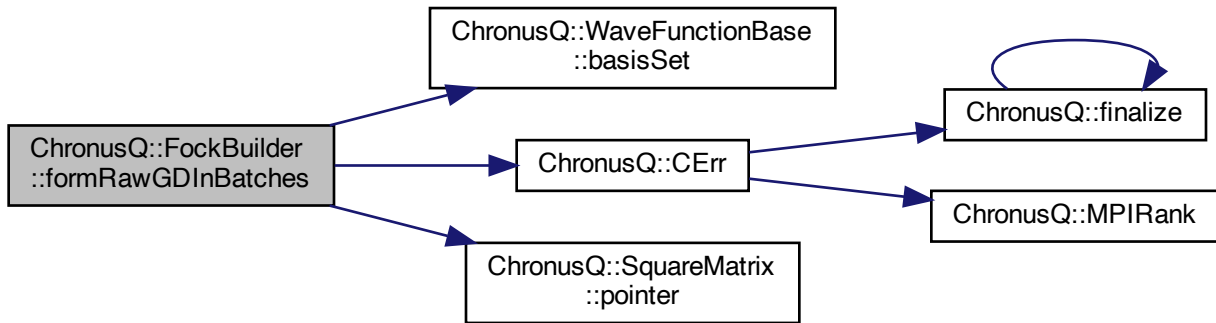 ChronusQ::WaveFunctionBase
::basisSet
ChronusQ::finalize
ChronusQ::FockBuilder
::formRawGDInBatches
ChronusQ::CErr
ChronusQ::MPIRank
ChronusQ::SquareMatrix
::pointer